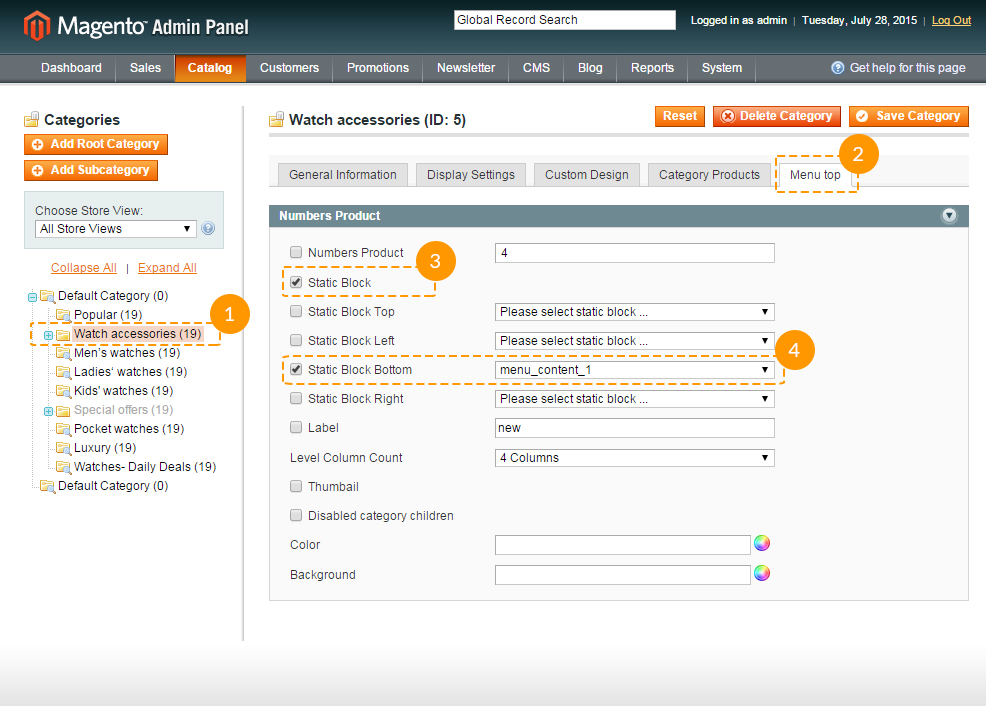 Magento™ Admin Panel
Global Record Search
Logged in as admin | Tuesday, July 28, 2015 | Log Out
Dashboard Sales Catalog Customers Promotions Newsletter CMS Blog Reports System Get help for this page
Categories
Add Root Category
Add Subcategory
Choose Store View:
All Store Views
Collapse All | Expand All
Default Category (0)
Popular (19)
Watch accessories (19)
1
Men's watches (19)
Ladies' watches (19)
Kids' watches (19)
Special offers (19)
Pocket watches (19)
Luxury (19)
Watches- Daily Deals (19)
Default Category (0)
Watch accessories (ID: 5)
Reset Delete Category Save Category
General Information Display Settings Custom Design Category Products Menu top
2
Numbers Product
Numbers Product 4
3
Static Block
Static Block Top Please select static block ...
Static Block Left Please select static block ...
4
Static Block Bottom menu_content_1
Static Block Right Please select static block ...
Label new
Level Column Count 4 Columns
Thumbail
Disabled category children
Color
Background